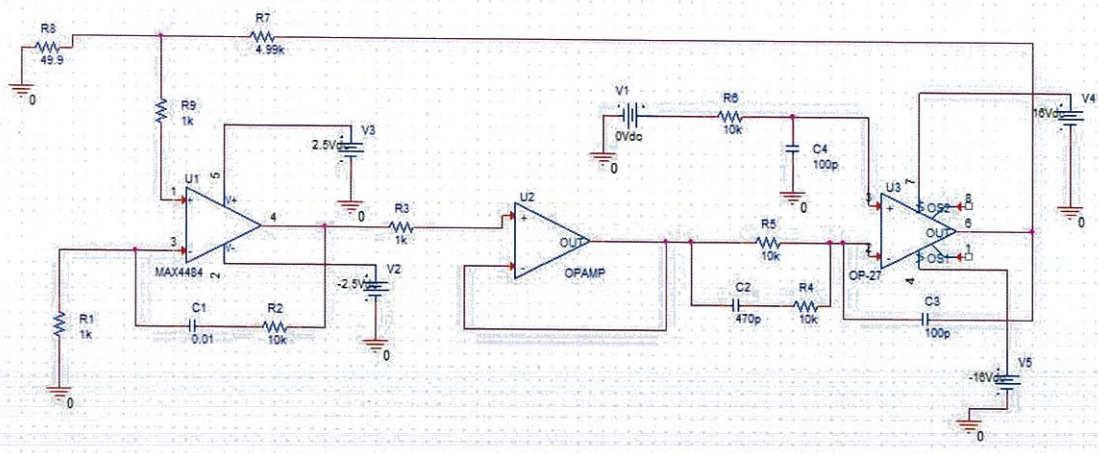 R8
49.9
0
R7
4.99k
R9
1k
U1
1
+
5
V+
3
-
V-
2
4
MAX4484
V3
2.5Vdc
0
V2
-2.5Vdc
0
R1
1k
0
C1
0.01
R2
10k
R3
1k
U2
+
-
OUT
OPAMP
V1
0Vdc
0
R6
10k
C4
100p
0
R5
10k
C2
470p
R4
10k
U3
3
+
2
-
7
OS2
8
OUT
6
OS1
1
4
OP-27
C3
100p
V4
16Vdc
0
V5
-16Vdc
0